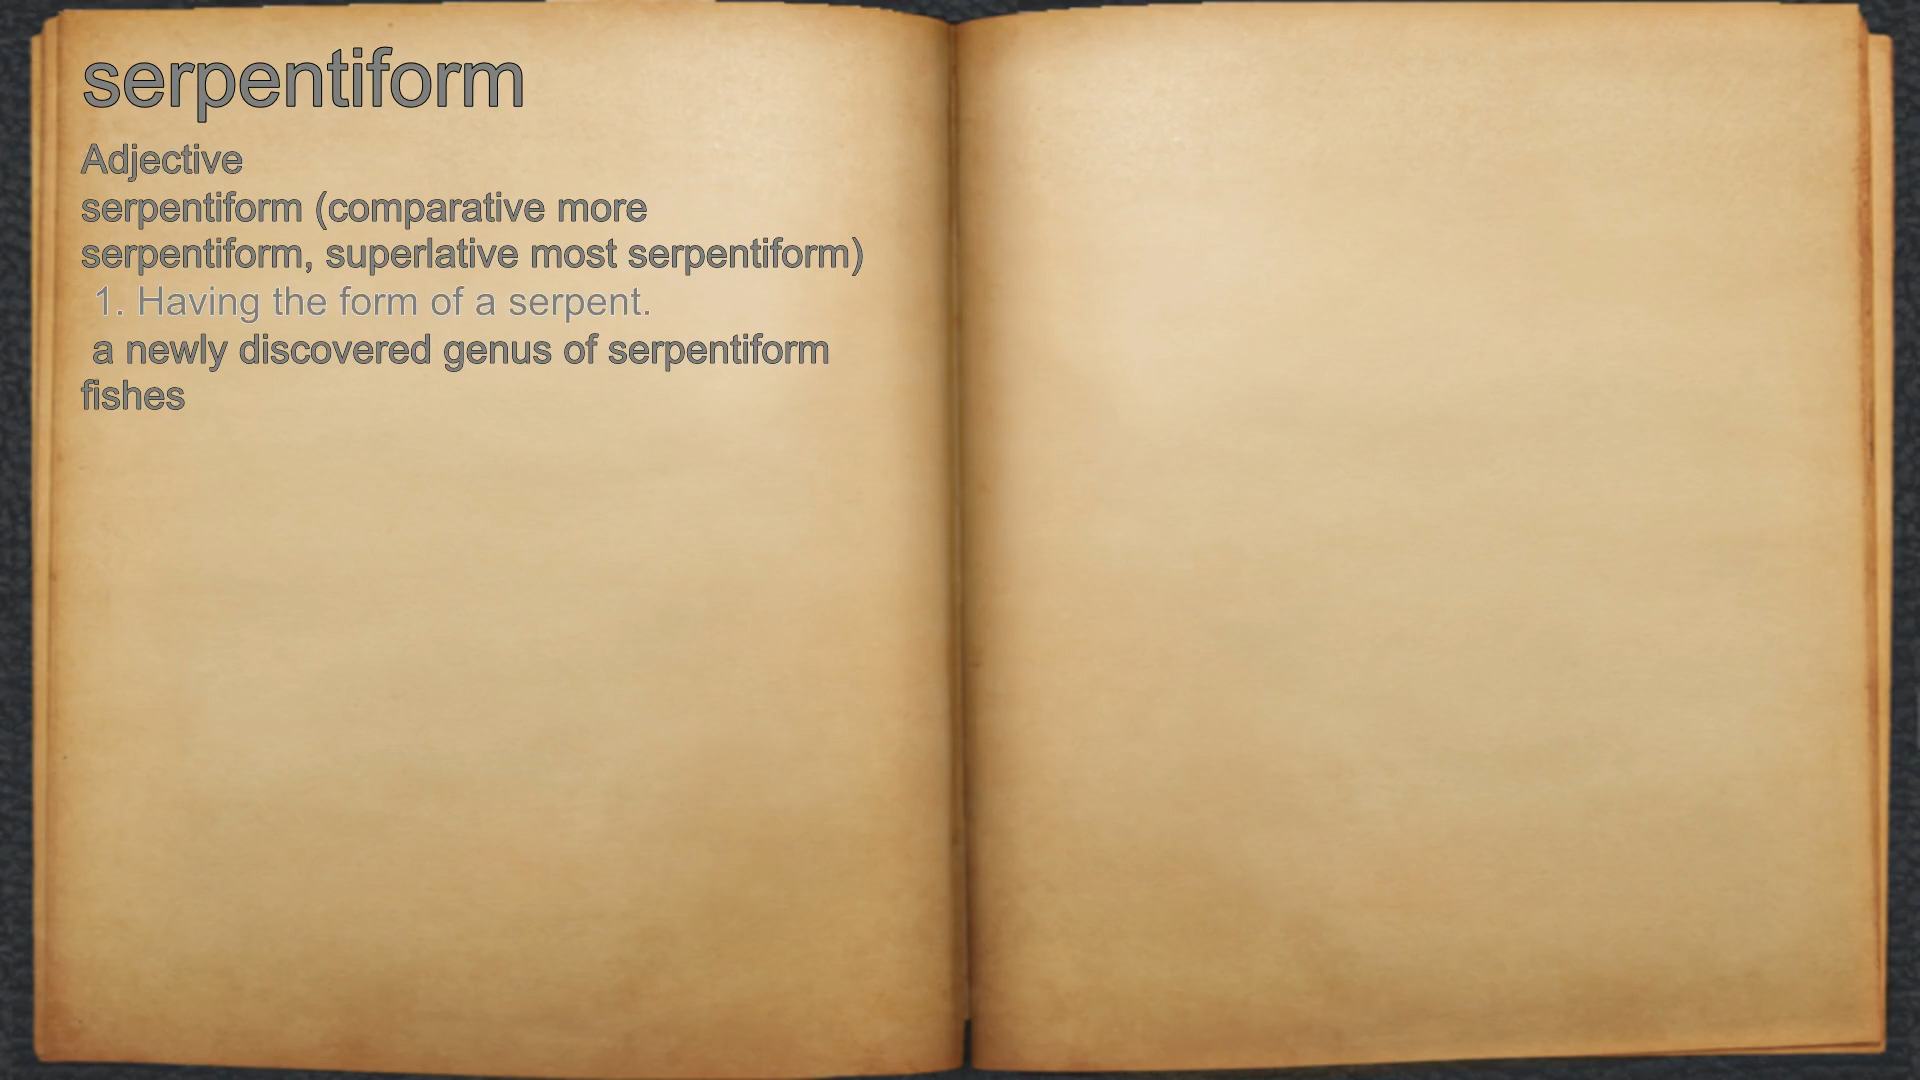 serpentiform
Adjective
serpentiform (comparative more
serpentiform, superlative most serpentiform)
1. Having the form of a serpent.
a newly discovered genus of serpentiform
fishes